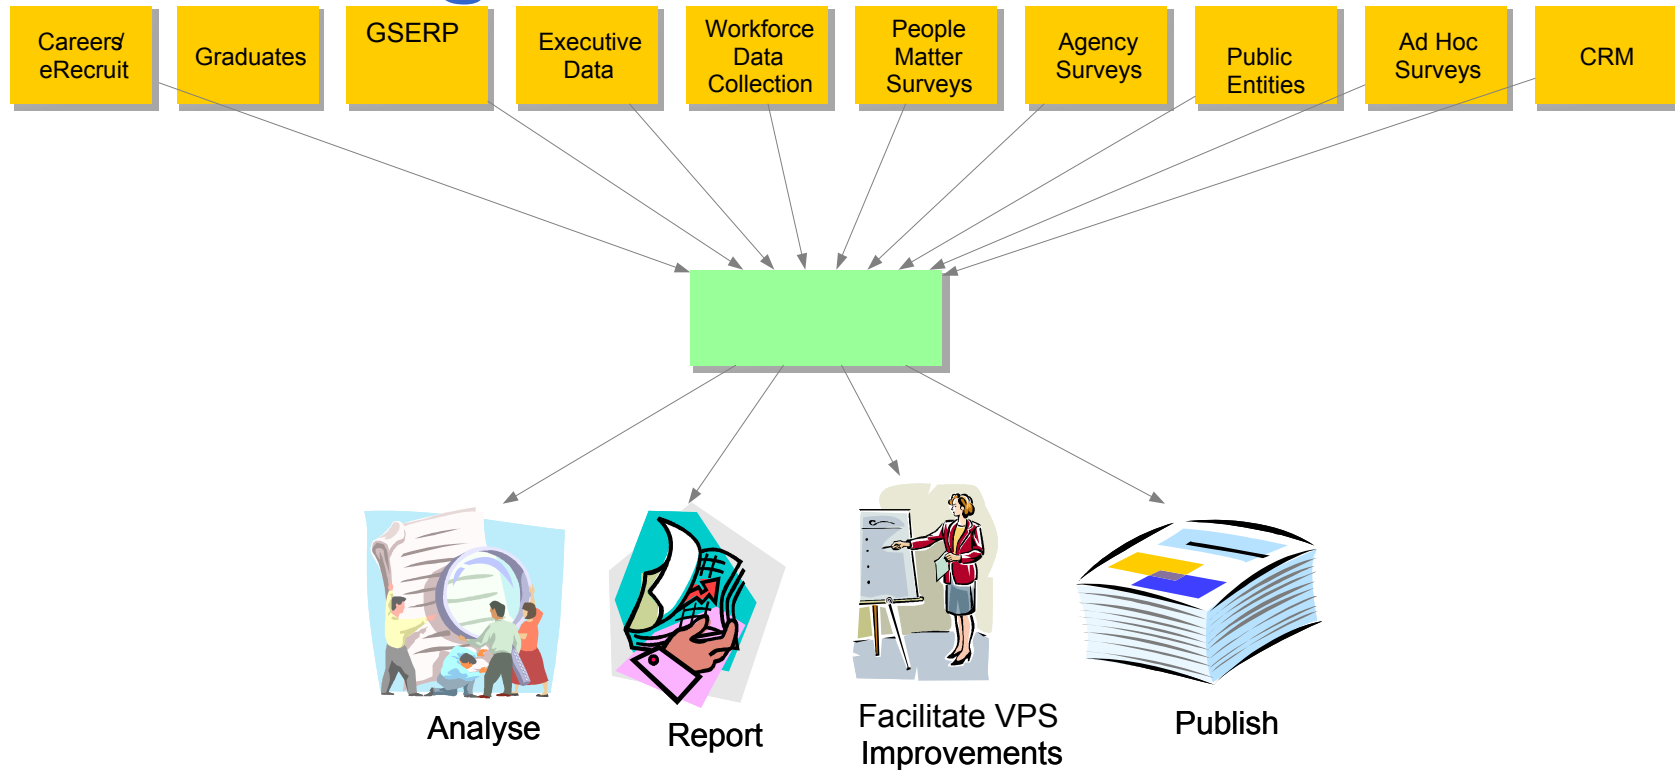 Careers/
eRecruit
Graduates
GSERP
Executive
Data
Workforce
Data
Collection
People
Matter
Surveys
Agency
Surveys
Public
Entities
Ad Hoc
Surveys
CRM
Analyse
Report
Facilitate VPS
Improvements
Publish